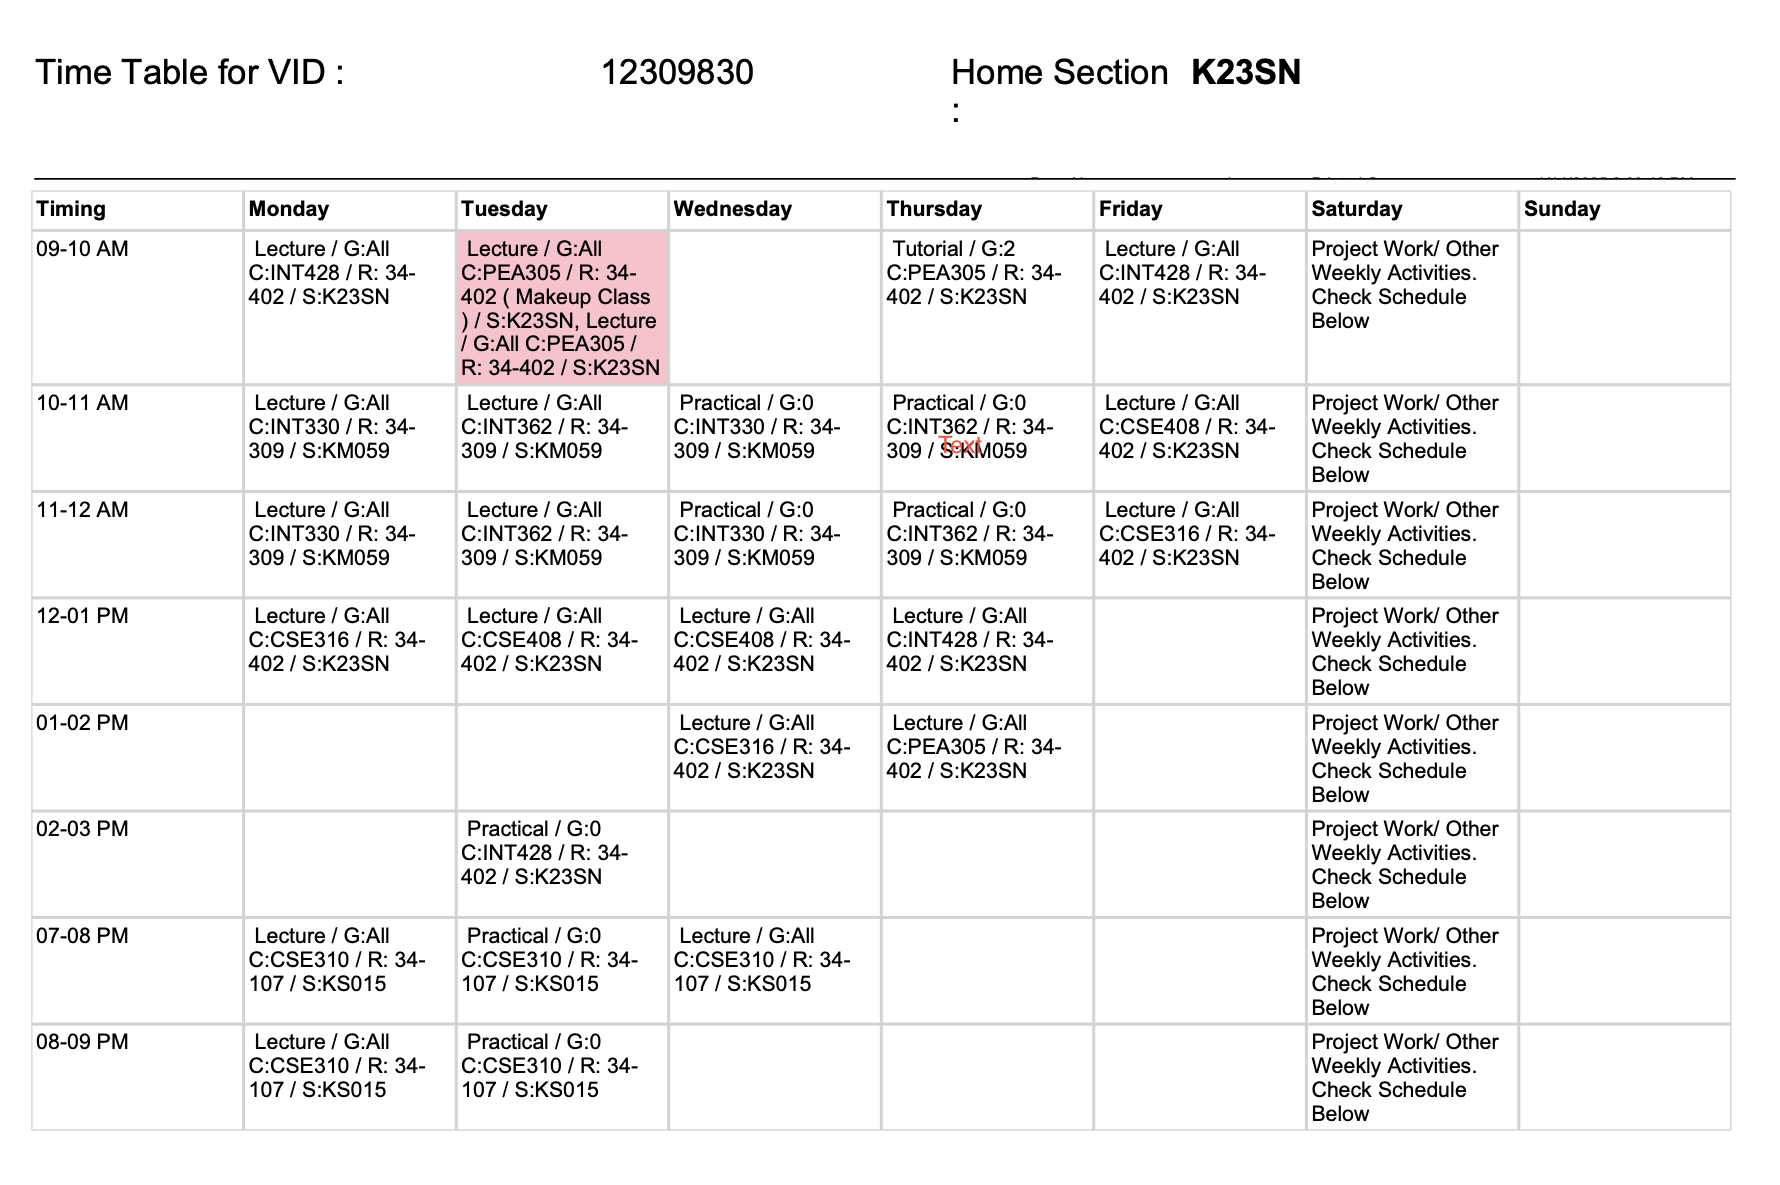 Time Table for VID : 12309830 Home Section K23SN
:
Timing Monday Tuesday Wednesday Thursday Friday Saturday Sunday
09-10 AM
Lecture / G:All
C:INT428 / R: 34-
402 / S:K23SN
Lecture / G:All
C:PEA305 / R: 34-
402 ( Makeup Class
) / S:K23SN, Lecture
/ G:All C:PEA305 /
R: 34-402 / S:K23SN
Tutorial / G:2
C:PEA305 / R: 34-
402 / S:K23SN
Lecture / G:All
C:INT428 / R: 34-
402 / S:K23SN
Project Work/ Other
Weekly Activities.
Check Schedule
Below
10-11 AM
Lecture / G:All
C:INT330 / R: 34-
309 / S:KM059
Lecture / G:All
C:INT362 / R: 34-
309 / S:KM059
Practical / G:0
C:INT330 / R: 34-
309 / S:KM059
Practical / G:0
C:INT362 / R: 34-
309 / S:KM059
Text
Lecture / G:All
C:CSE408 / R: 34-
402 / S:K23SN
Project Work/ Other
Weekly Activities.
Check Schedule
Below
11-12 AM
Lecture / G:All
C:INT330 / R: 34-
309 / S:KM059
Lecture / G:All
C:INT362 / R: 34-
309 / S:KM059
Practical / G:0
C:INT330 / R: 34-
309 / S:KM059
Practical / G:0
C:INT362 / R: 34-
309 / S:KM059
Lecture / G:All
C:CSE316 / R: 34-
402 / S:K23SN
Project Work/ Other
Weekly Activities.
Check Schedule
Below
12-01 PM
Lecture / G:All
C:CSE316 / R: 34-
402 / S:K23SN
Lecture / G:All
C:CSE408 / R: 34-
402 / S:K23SN
Lecture / G:All
C:CSE408 / R: 34-
402 / S:K23SN
Lecture / G:All
C:INT428 / R: 34-
402 / S:K23SN
Project Work/ Other
Weekly Activities.
Check Schedule
Below
01-02 PM
Lecture / G:All
C:CSE316 / R: 34-
402 / S:K23SN
Lecture / G:All
C:PEA305 / R: 34-
402 / S:K23SN
Project Work/ Other
Weekly Activities.
Check Schedule
Below
02-03 PM
Practical / G:0
C:INT428 / R: 34-
402 / S:K23SN
Project Work/ Other
Weekly Activities.
Check Schedule
Below
07-08 PM
Lecture / G:All
C:CSE310 / R: 34-
107 / S:KS015
Practical / G:0
C:CSE310 / R: 34-
107 / S:KS015
Lecture / G:All
C:CSE310 / R: 34-
107 / S:KS015
Project Work/ Other
Weekly Activities.
Check Schedule
Below
08-09 PM
Lecture / G:All
C:CSE310 / R: 34-
107 / S:KS015
Practical / G:0
C:CSE310 / R: 34-
107 / S:KS015
Project Work/ Other
Weekly Activities.
Check Schedule
Below